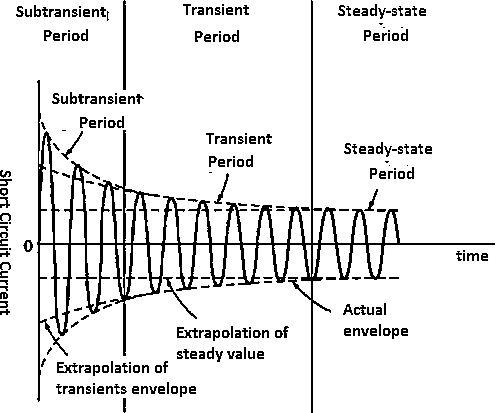 Subtransient
Period
Transient
Period
Steady-state
Period
Subtransient
Period
Transient
Period
Steady-state
Period
Short Circuit Current
0
time
Actual
envelope
Extrapolation of
steady value
Extrapolation of
transients envelope